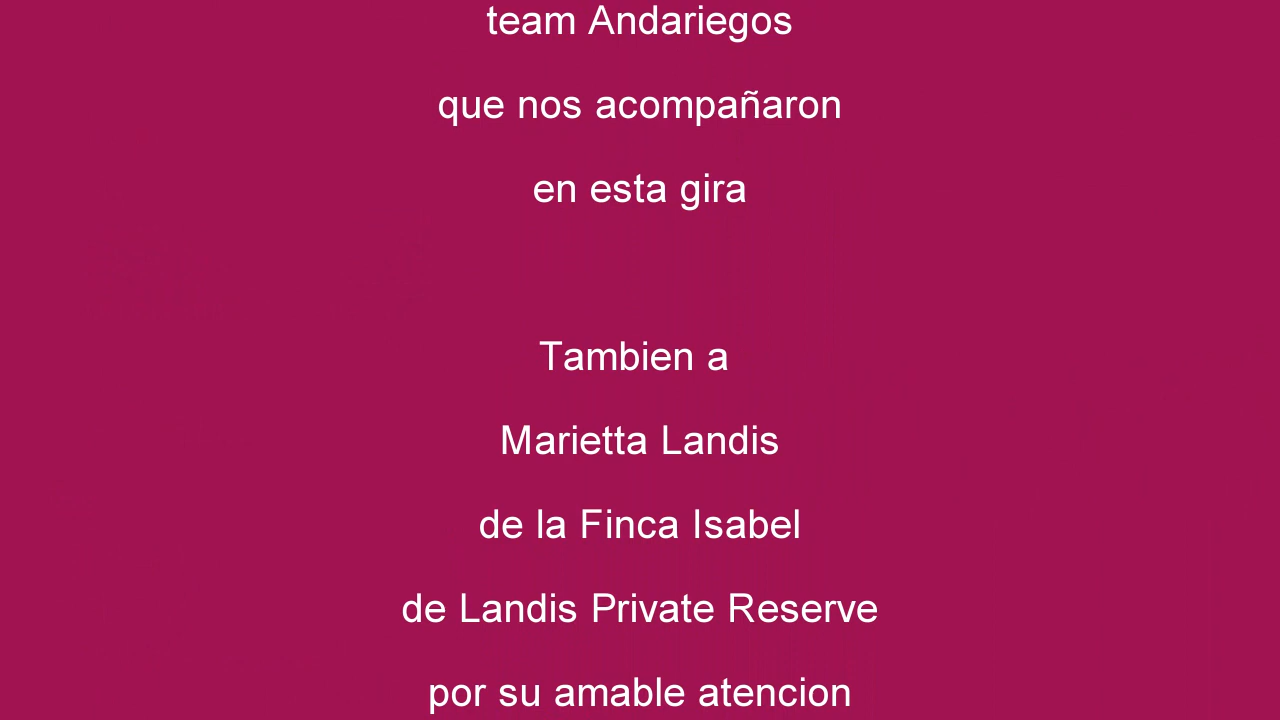 team Andariegos
que nos acompañaron
en esta gira
Tambien a
Marietta Landis
de la Finca Isabel
de Landis Private Reserve
por su amable atencion